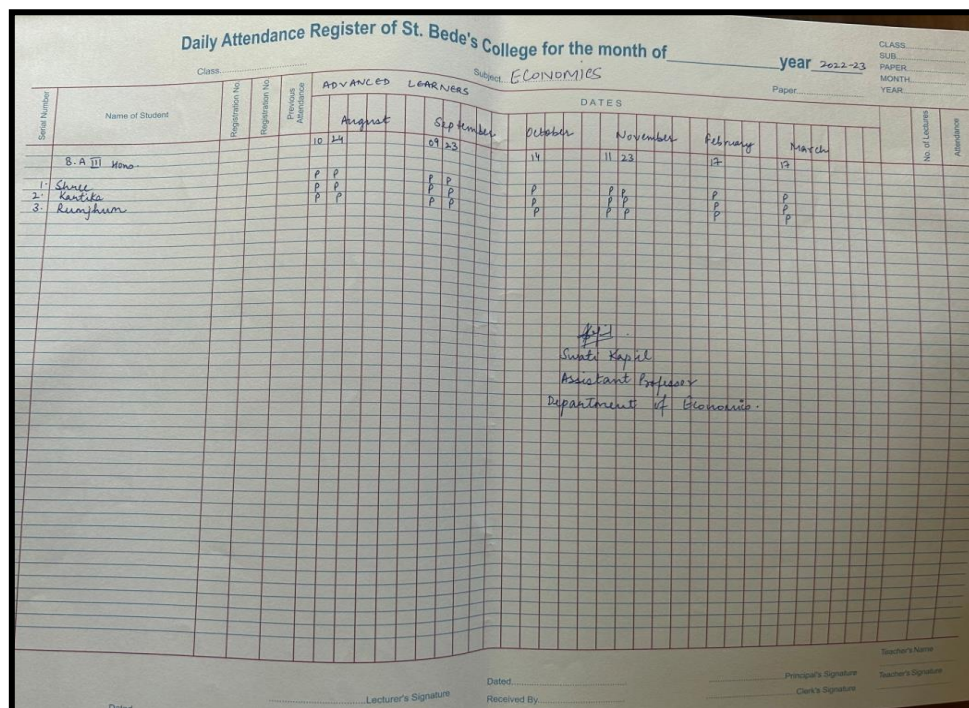 Daily Attendance Register of St. Bede's College for the month of year 2022-23
CLASS
SUB
PAPER
MONTH
YEAR
Class Subject ECONOMICS Paper
Serial Number
Name of Student
Registration No
Registration No
Previous Attendance
ADVANCED LEARNERS
DATES
No. of Lectures
Attendance
August September October November February March
10 24 09 23 14 11 23 17 17
B.A III Hons.
1. Shree P P P P P P P P P
2. Kartika P P P P P P P P P
3. Rumjhum P P P P P P P P P
Swati Kapil
Assistant Professor
Department of Economics.
Teacher's Name
Dated Principal's Signature Teacher's Signature
Lecturer's Signature Received By Clerk's Signature
Dated